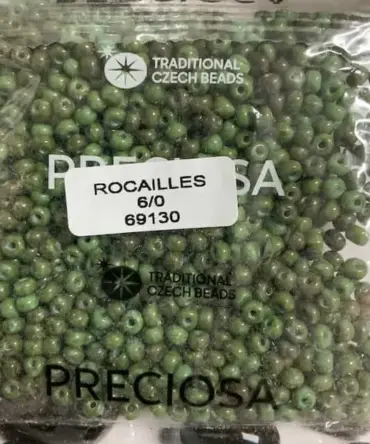 TRADITIONAL
CZECH BEADS
PRECIOSA
ROCAILLES
6/0
69130
TRADITIONAL
CZECH BEADS
PRECIOSA